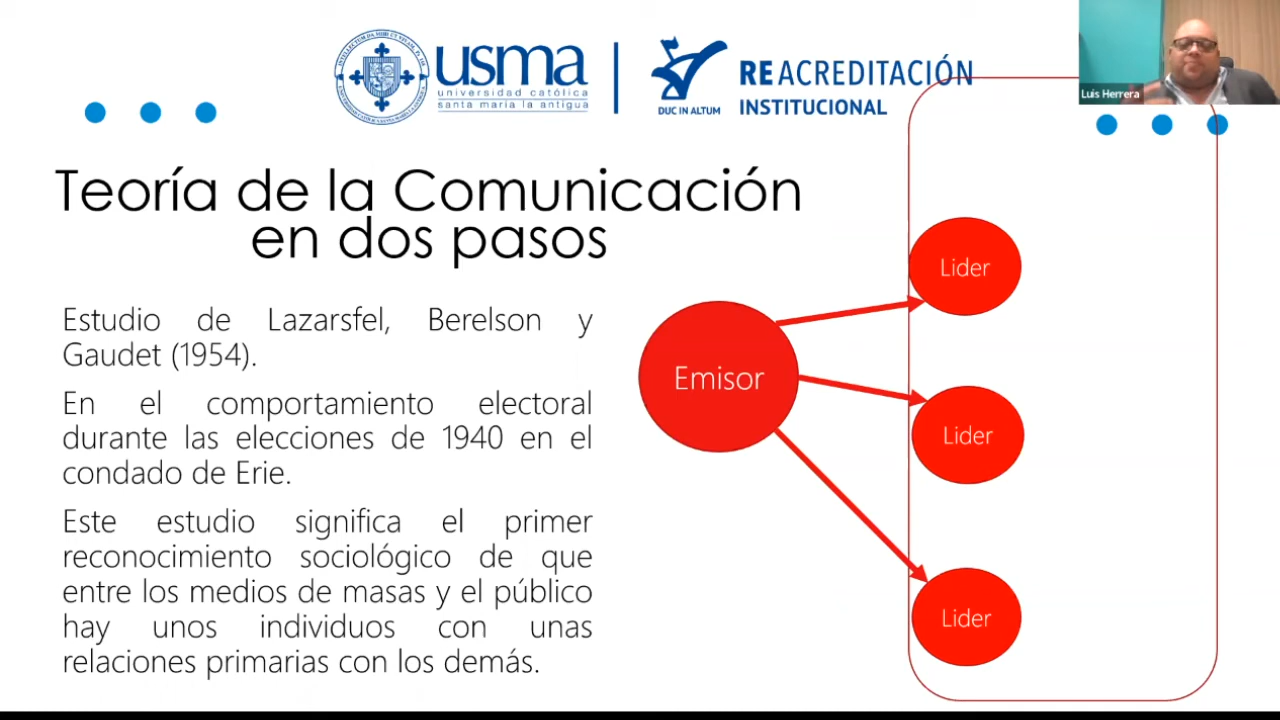 usma
universidad católica
santa maría la antigua
DUC IN ALTUM
REACREDITACIÓN
INSTITUCIONAL
Luis Herrera
Teoría de la Comunicación
en dos pasos
Estudio de Lazarsfel, Berelson y
Gaudet (1954).
En el comportamiento electoral
durante las elecciones de 1940 en el
condado de Erie.
Este estudio significa el primer
reconocimiento sociológico de que
entre los medios de masas y el público
hay unos individuos con unas
relaciones primarias con los demás.
Emisor
Lider
Lider
Lider